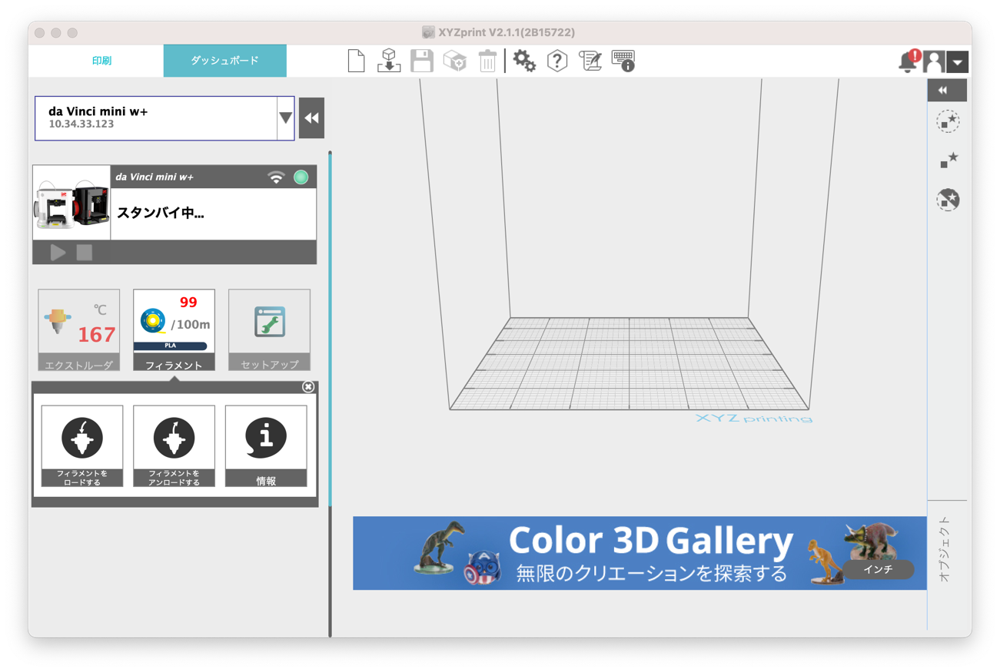 XYZprint V2.1.1(2B15722)
印刷
ダッシュボード
da Vinci mini w+
10.34.33.123
da Vinci mini w+
スタンバイ中...
℃
167
エクストルーダ
99
/100m
PLA
フィラメント
セットアップ
フィラメントを
ロードする
フィラメントを
アンロードする
情報
XYZprinting
Color 3D Gallery
無限のクリエーションを探索する
インチ
オブジェクト